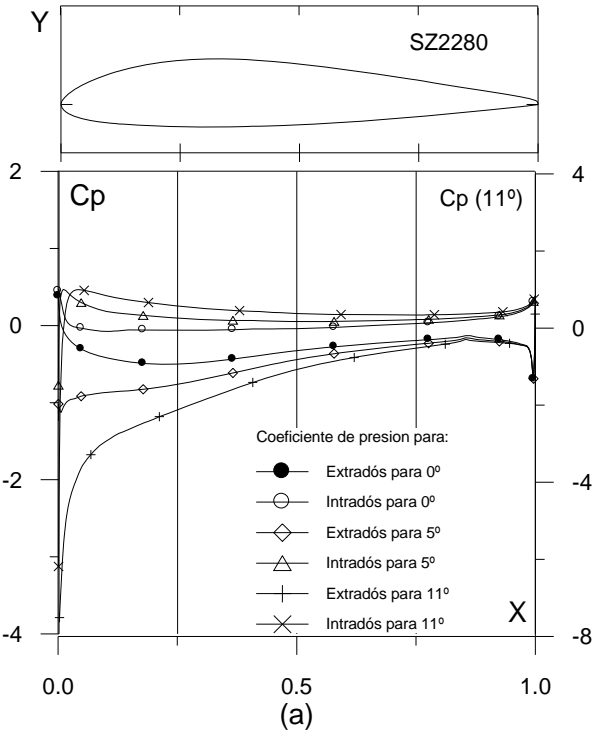 Y
SZ2280
2
Cp
Cp (11º)
4
2
0
0
-2
-2
-4
-4
-8
Coeficiente de presion para:
Extradós para 0º
Intradós para 0º
Extradós para 5º
Intradós para 5º
Extradós para 11º
Intradós para 11º
X
0.0
0.5
1.0
(a)